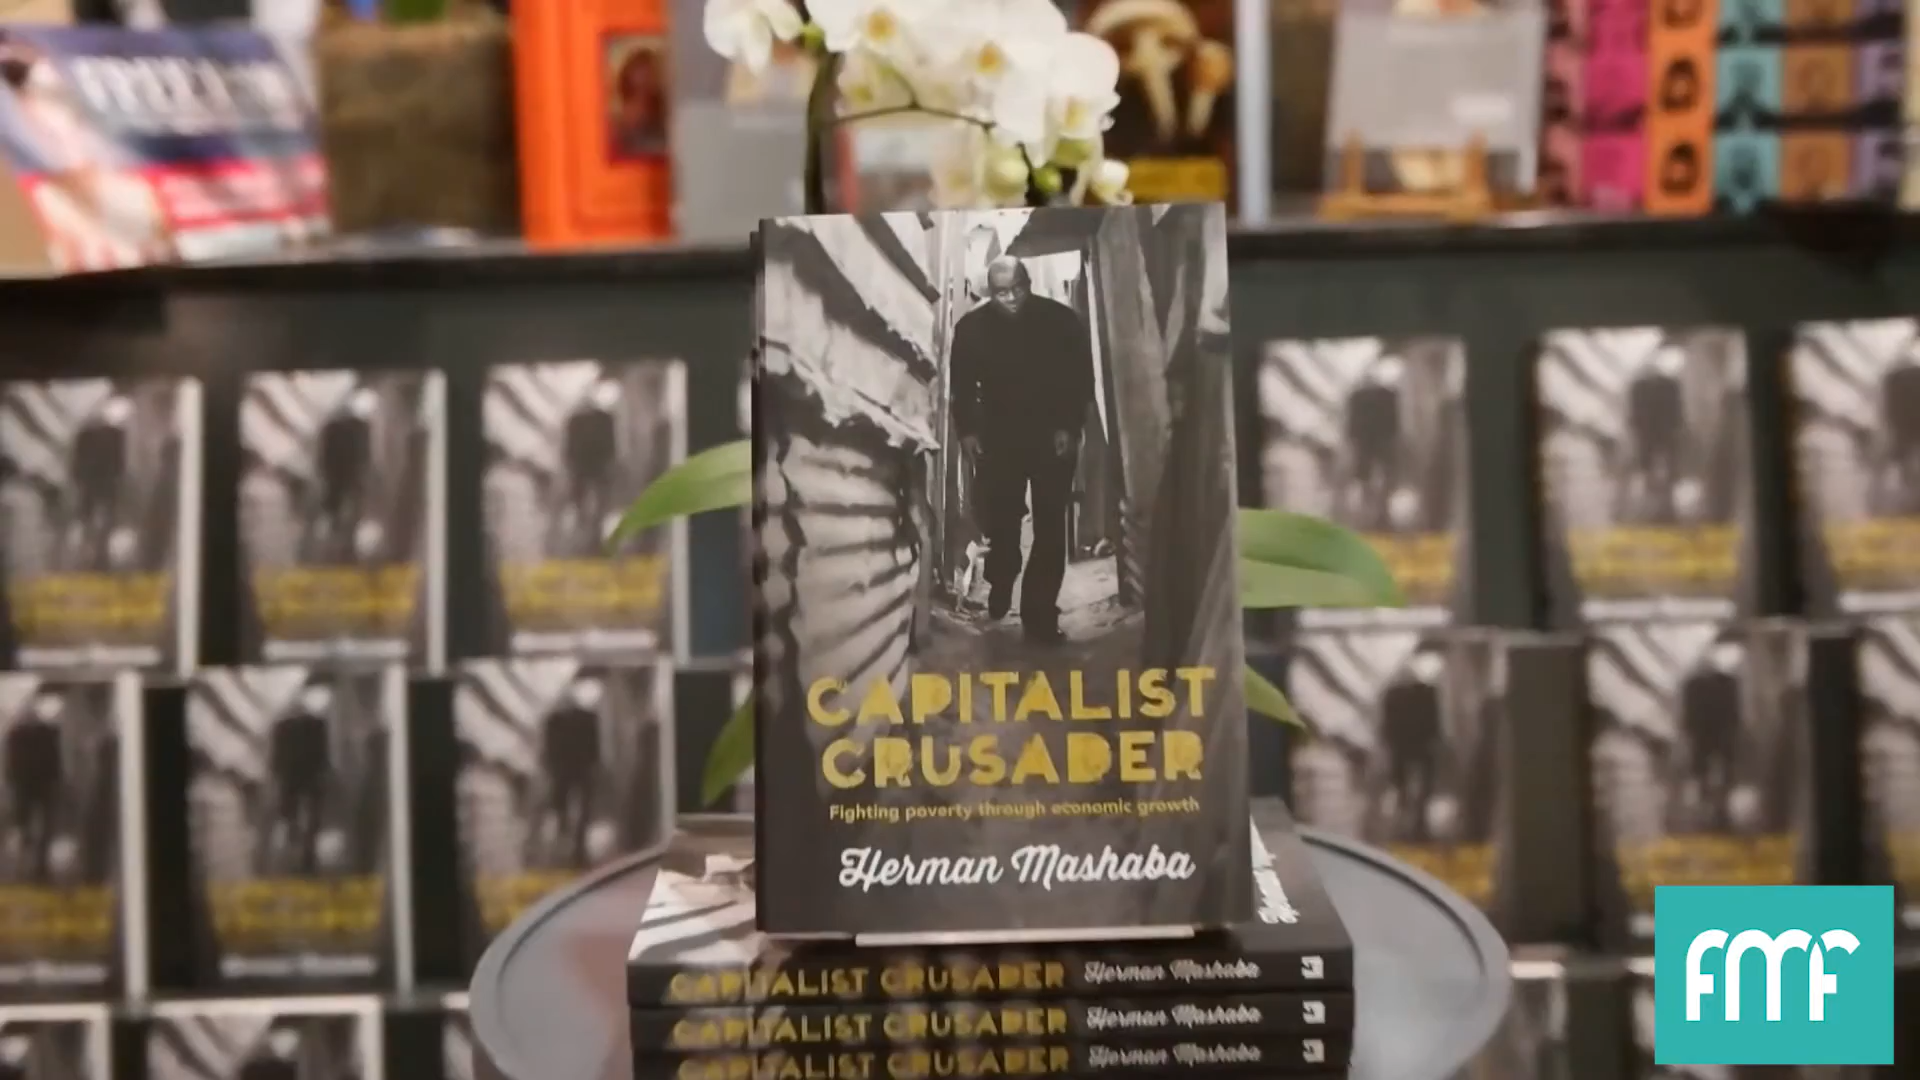 CAPITALIST
CRUSADER
Fighting poverty through economic growth
Herman Mashaba
CAPITALIST CRUSADER Herman Mashaba
CAPITALIST CRUSADER Herman Mashaba
CAPITALIST CRUSADER Herman Mashaba
FMF